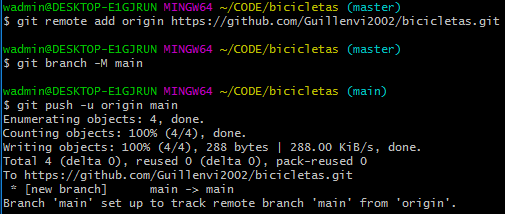 wadmin@DESKTOP-E1GJRUN MINGW64 ~/CODE/bicicletas (master)
$ git remote add origin https://github.com/Guillenvi2002/bicicletas.git
wadmin@DESKTOP-E1GJRUN MINGW64 ~/CODE/bicicletas (master)
$ git branch -M main
wadmin@DESKTOP-E1GJRUN MINGW64 ~/CODE/bicicletas (main)
$ git push -u origin main
Enumerating objects: 4, done.
Counting objects: 100% (4/4), done.
Writing objects: 100% (4/4), 288 bytes | 288.00 KiB/s, done.
Total 4 (delta 0), reused 0 (delta 0), pack-reused 0
To https://github.com/Guillenvi2002/bicicletas.git
 * [new branch]      main -> main
Branch 'main' set up to track remote branch 'main' from 'origin'.